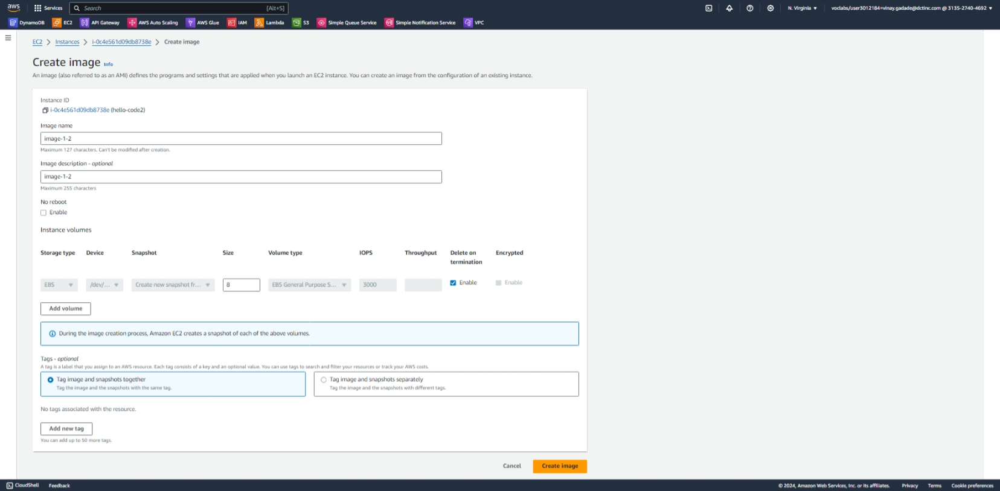 aws Services Search [Alt+S] N. Virginia voclabs/user3012184=vinay.gadade@dctinc.com @ 3135-2740-4692
DynamoDB EC2 API Gateway AWS Auto Scaling AWS Glue IAM Lambda S3 Simple Queue Service Simple Notification Service VPC
EC2 > Instances > i-0c4e561d09db8738e > Create image
Create image Info
An image (also referred to as an AMI) defines the programs and settings that are applied when you launch an EC2 instance. You can create an image from the configuration of an existing instance.
Instance ID
i-0c4e561d09db8738e (hello-code2)
Image name
image-1-2
Maximum 127 characters. Can't be modified after creation.
Image description - optional
image-1-2
Maximum 255 characters
No reboot
Enable
Instance volumes
Storage type Device Snapshot Size Volume type IOPS Throughput Delete on termination Encrypted
EBS /dev/... Create new snapshot fr... 8 EBS General Purpose S... 3000 Enable Enable
Add volume
During the image creation process, Amazon EC2 creates a snapshot of each of the above volumes.
Tags - optional
A tag is a label that you assign to an AWS resource. Each tag consists of a key and an optional value. You can use tags to search and filter your resources or track your AWS costs.
Tag image and snapshots together
Tag the image and the snapshots with the same tag.
Tag image and snapshots separately
Tag the image and the snapshots with different tags.
No tags associated with the resource.
Add new tag
You can add up to 50 more tags.
Cancel Create image
CloudShell Feedback © 2024, Amazon Web Services, Inc. or its affiliates. Privacy Terms Cookie preferences